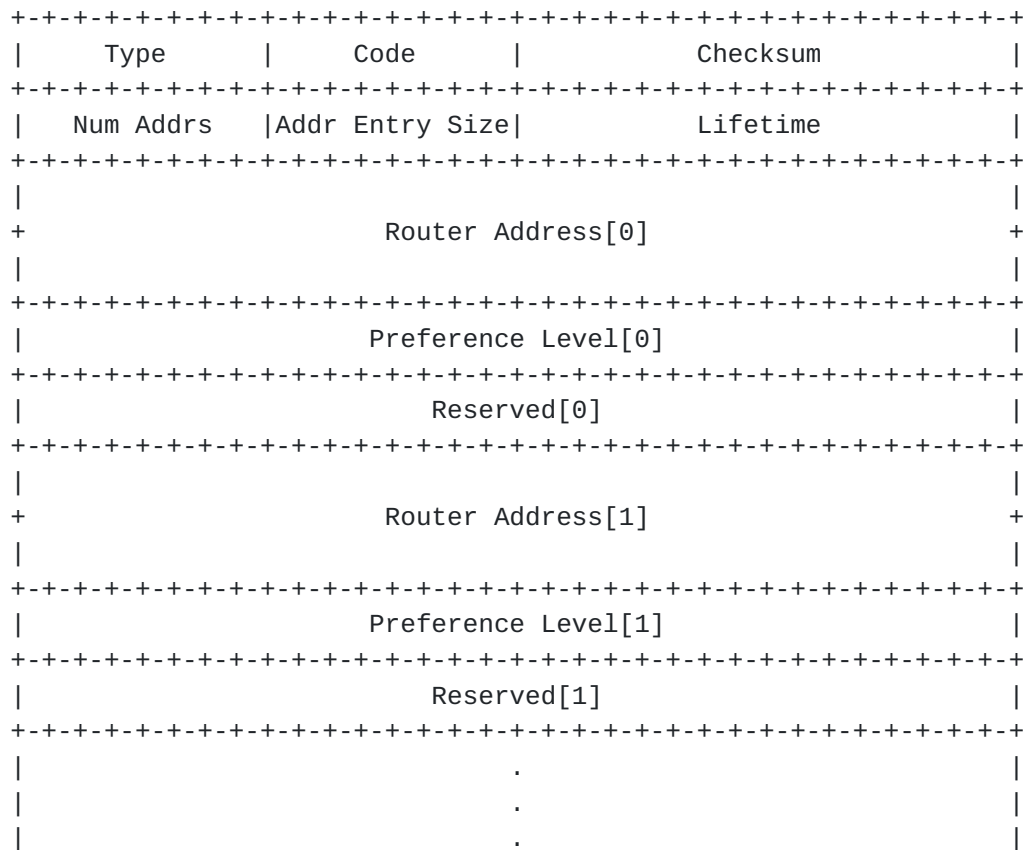 +-+-+-+-+-+-+-+-+-+-+-+-+-+-+-+-+-+-+-+-+-+-+-+-+-+-+-+-+-+-+-+-+
|     Type      |     Code      |           Checksum            |
+-+-+-+-+-+-+-+-+-+-+-+-+-+-+-+-+-+-+-+-+-+-+-+-+-+-+-+-+-+-+-+-+
|   Num Addrs   |Addr Entry Size|           Lifetime            |
+-+-+-+-+-+-+-+-+-+-+-+-+-+-+-+-+-+-+-+-+-+-+-+-+-+-+-+-+-+-+-+-+
|                                                               |
+                       Router Address[0]                       +
|                                                               |
+-+-+-+-+-+-+-+-+-+-+-+-+-+-+-+-+-+-+-+-+-+-+-+-+-+-+-+-+-+-+-+-+
|                      Preference Level[0]                      |
+-+-+-+-+-+-+-+-+-+-+-+-+-+-+-+-+-+-+-+-+-+-+-+-+-+-+-+-+-+-+-+-+
|                          Reserved[0]                          |
+-+-+-+-+-+-+-+-+-+-+-+-+-+-+-+-+-+-+-+-+-+-+-+-+-+-+-+-+-+-+-+-+
|                                                               |
+                       Router Address[1]                       +
|                                                               |
+-+-+-+-+-+-+-+-+-+-+-+-+-+-+-+-+-+-+-+-+-+-+-+-+-+-+-+-+-+-+-+-+
|                      Preference Level[1]                      |
+-+-+-+-+-+-+-+-+-+-+-+-+-+-+-+-+-+-+-+-+-+-+-+-+-+-+-+-+-+-+-+-+
|                          Reserved[1]                          |
+-+-+-+-+-+-+-+-+-+-+-+-+-+-+-+-+-+-+-+-+-+-+-+-+-+-+-+-+-+-+-+-+
|                               .                               |
|                               .                               |
|                               .                               |